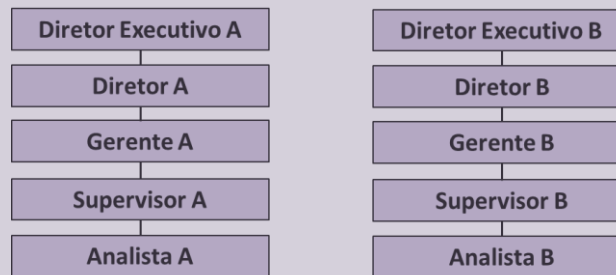 Diretor Executivo A
Diretor A
Gerente A
Supervisor A
Analista A
Diretor Executivo B
Diretor B
Gerente B
Supervisor B
Analista B